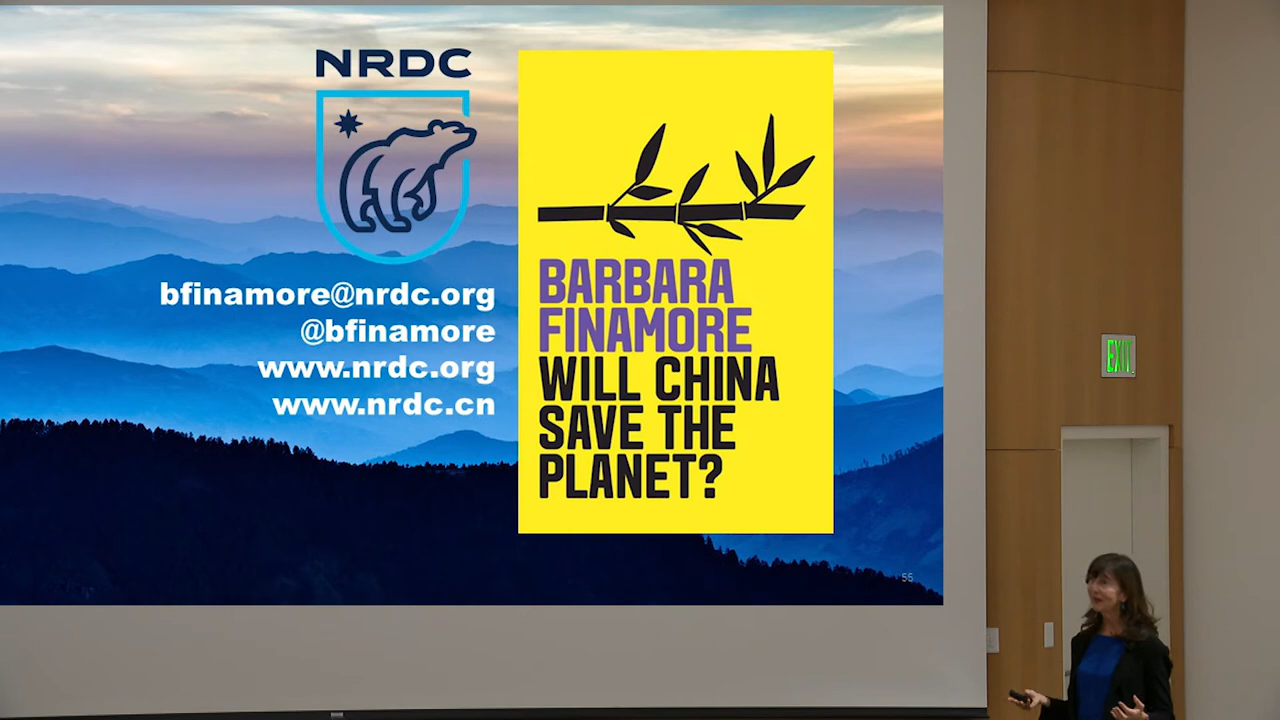 NRDC
bfinamore@nrdc.org
@bfinamore
www.nrdc.org
www.nrdc.cn
BARBARA
FINAMORE
WILL CHINA
SAVE THE
PLANET?
55
EXIT